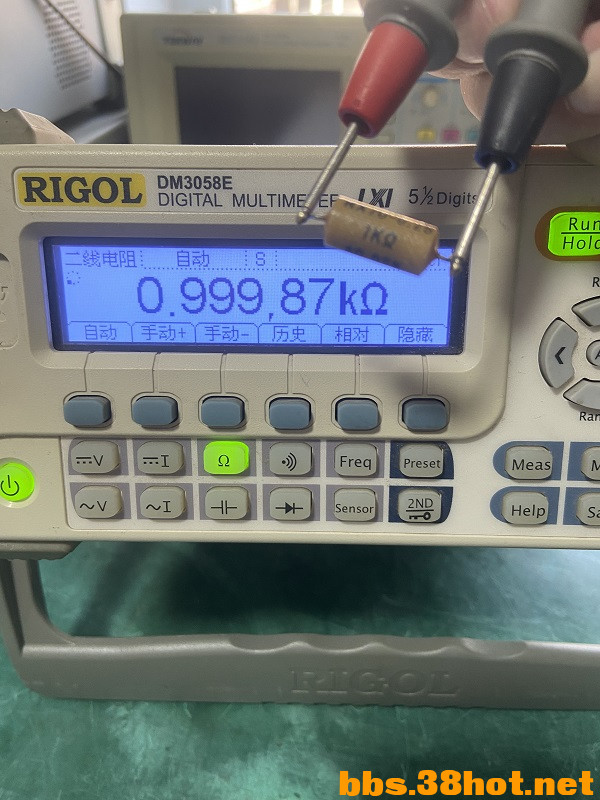 RIGOL DM3058E
DIGITAL MULTIMETER LXI 5 1/2 Digits
Run
Hold
1KΩ
二线电阻 自动 S
0.999,87kΩ
自动 手动+ 手动- 历史 相对 隐藏
⎓V ⎓I Ω Freq Preset Meas
~V ~I Sensor 2ND Help
RIGOL
bbs.38hot.net